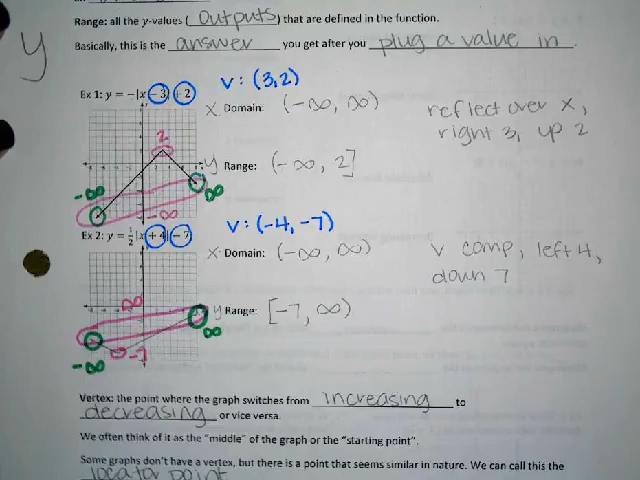 Range: all the y-values (outputs) that are defined in the function.
y
Basically, this is the answer you get after you plug a value in.
v: (3,2)
Ex 1: y = -|x - 3| + 2
x Domain: (-∞, ∞)
reflect over x,
right 3, up 2
2
y Range: (-∞, 2]
-∞
∞
-∞
v: (-4, -7)
Ex 2: y = ½|x + 4| - 7
x Domain: (-∞, ∞)
v comp, left 4,
down 7
∞
y Range: [-7, ∞)
∞
-7
-∞
Vertex: the point where the graph switches from increasing to
decreasing or vice versa.
We often think of it as the "middle" of the graph or the "starting point".
Some graphs don't have a vertex, but there is a point that seems similar in nature. We can call this the
locator point